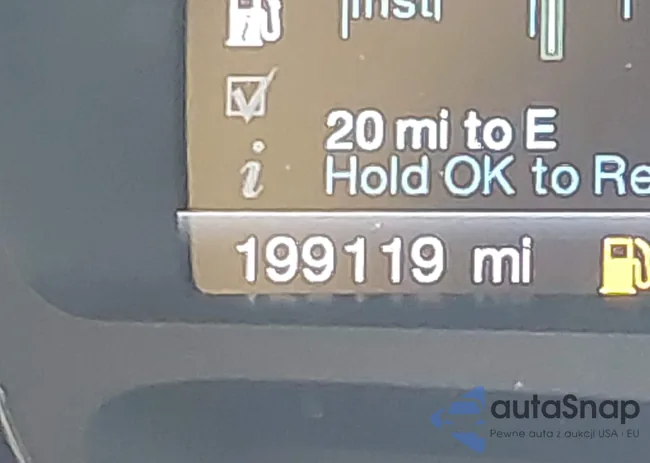 20 mi to E
Hold OK to Re
199119 mi
autaSnap
Pewne auta z aukcji USA · EU